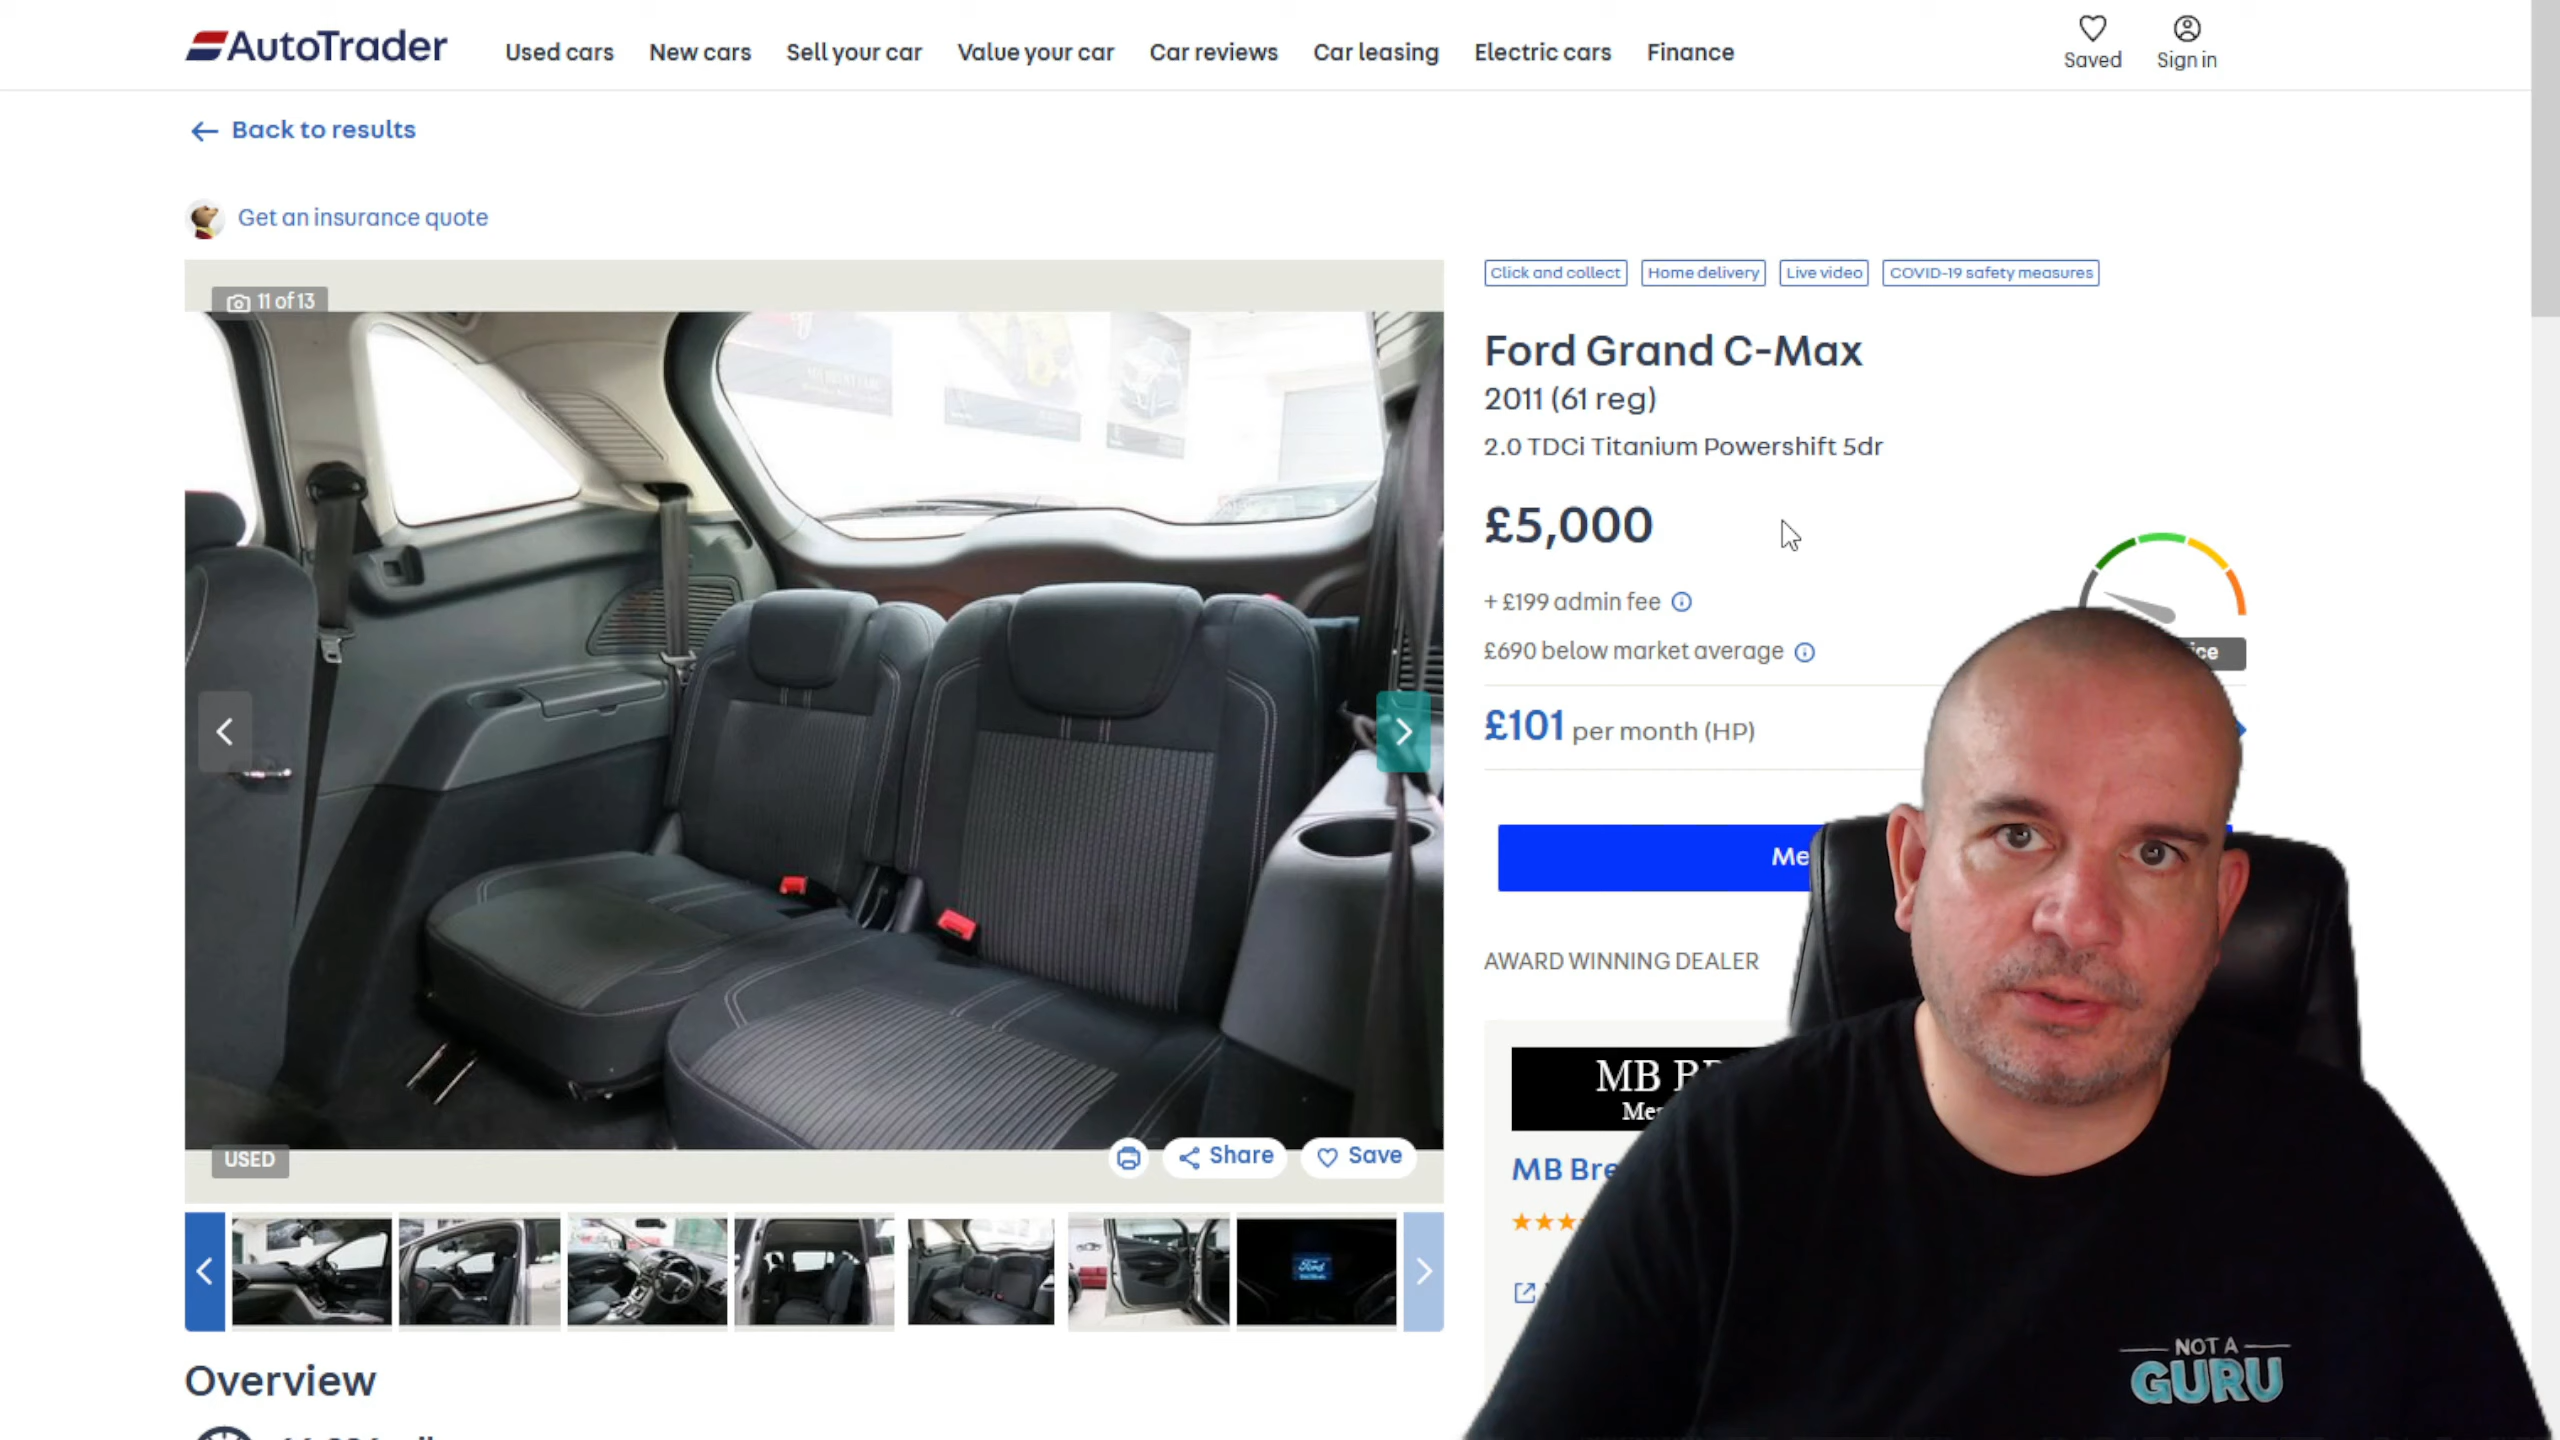 AutoTrader
Used cars
New cars
Sell your car
Value your car
Car reviews
Car leasing
Electric cars
Finance
Saved
Sign in
Back to results
Get an insurance quote
11 of 13
Click and collect
Home delivery
Live video
COVID-19 safety measures
Ford Grand C-Max
2011 (61 reg)
2.0 TDCi Titanium Powershift 5dr
£5,000
+ £199 admin fee
£690 below market average
£101 per month (HP)
AWARD WINNING DEALER
MB
MB
USED
Share
Save
Ford
Overview
NOT A
GURU